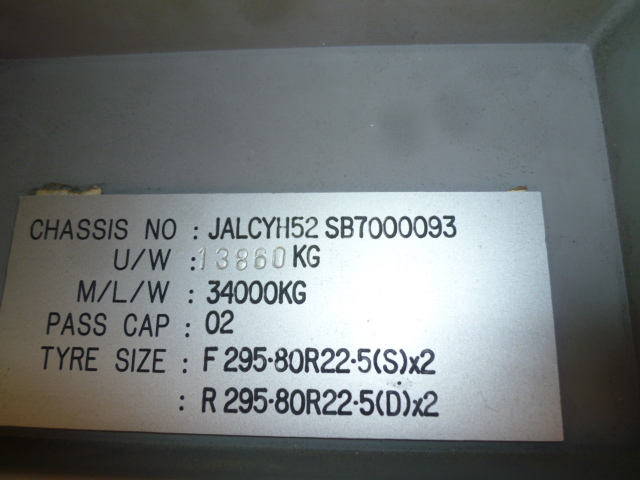 CHASSIS NO : JALCYH52 SB7000093
U/W : 13860 KG
M/L/W : 34000KG
PASS CAP : 02
TYRE SIZE : F 295-80R22-5(S)x2
: R 295-80R22-5(D)x2